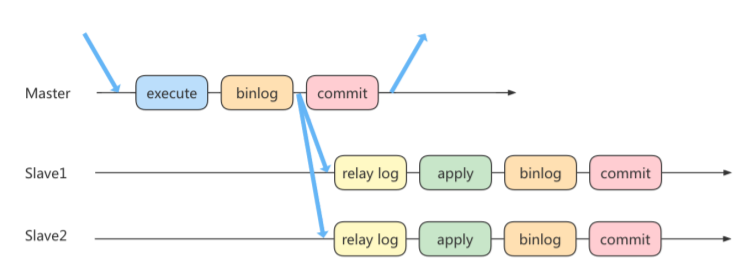 Master execute binlog commit
Slave1 relay log apply binlog commit
Slave2 relay log apply binlog commit